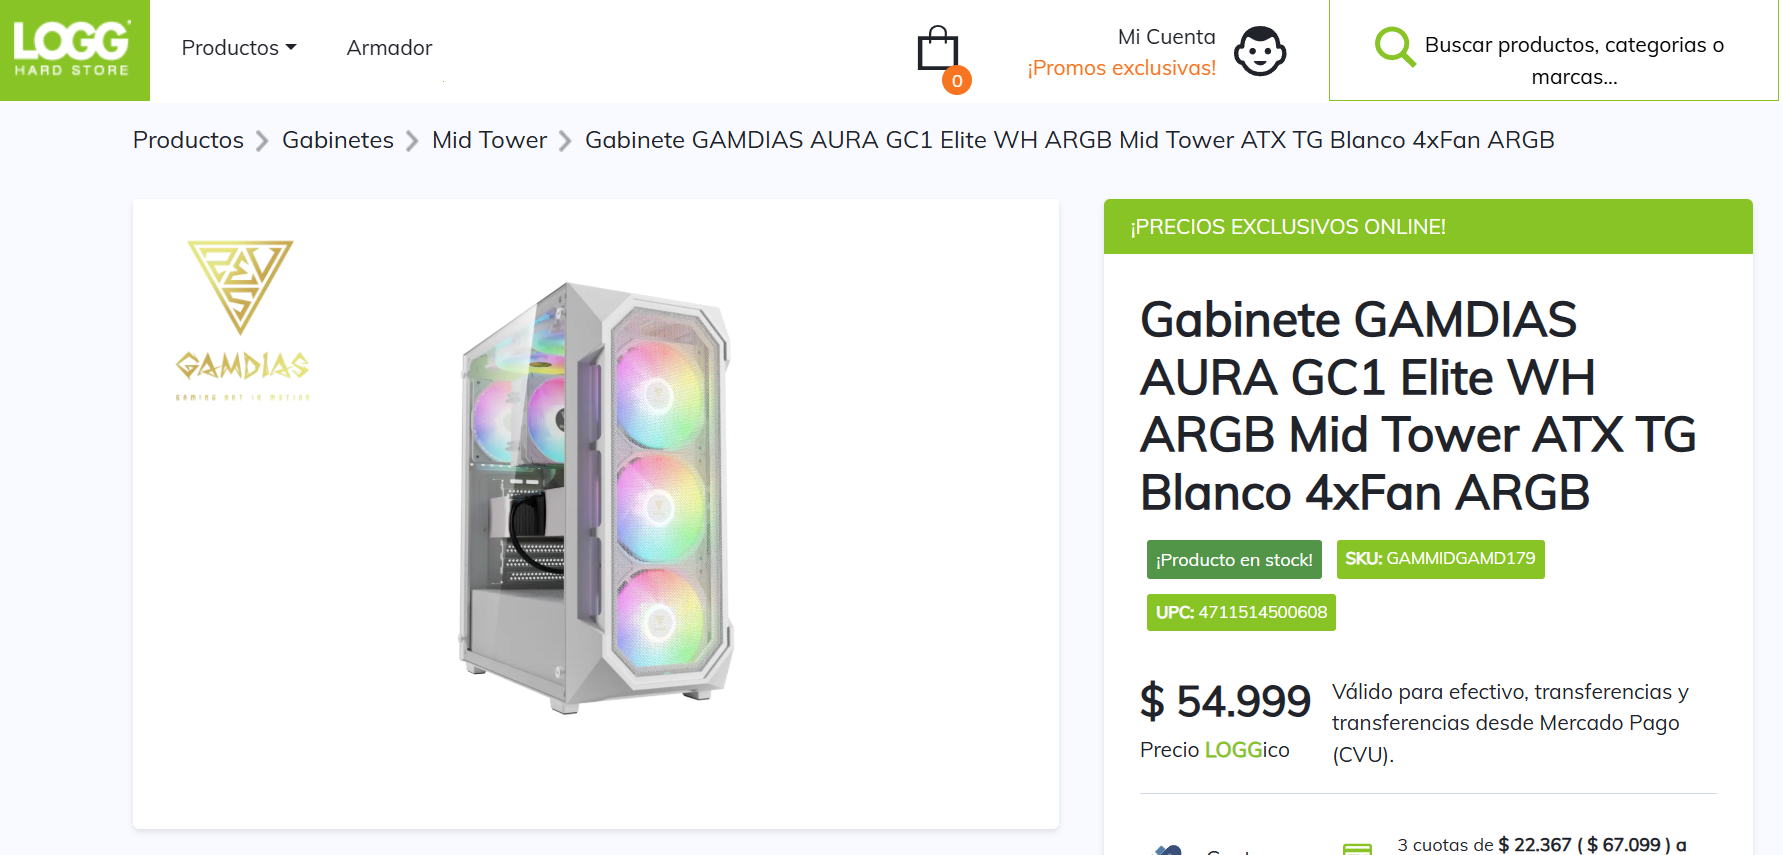 LOGG
HARD STORE
Productos
Armador
0
Mi Cuenta
¡Promos exclusivas!
Buscar productos, categorias o
marcas...
Productos
Gabinetes
Mid Tower
Gabinete GAMDIAS AURA GC1 Elite WH ARGB Mid Tower ATX TG Blanco 4xFan ARGB
ZEUS
GAMDIAS
GAMING ART IN MOTION
¡PRECIOS EXCLUSIVOS ONLINE!
Gabinete GAMDIAS
AURA GC1 Elite WH
ARGB Mid Tower ATX TG
Blanco 4xFan ARGB
¡Producto en stock!
SKU: GAMMIDGAMD179
UPC: 4711514500608
$ 54.999
Precio LOGGico
Válido para efectivo, transferencias y
transferencias desde Mercado Pago
(CVU).
3 cuotas de $ 22.367 ( $ 67.099 ) a